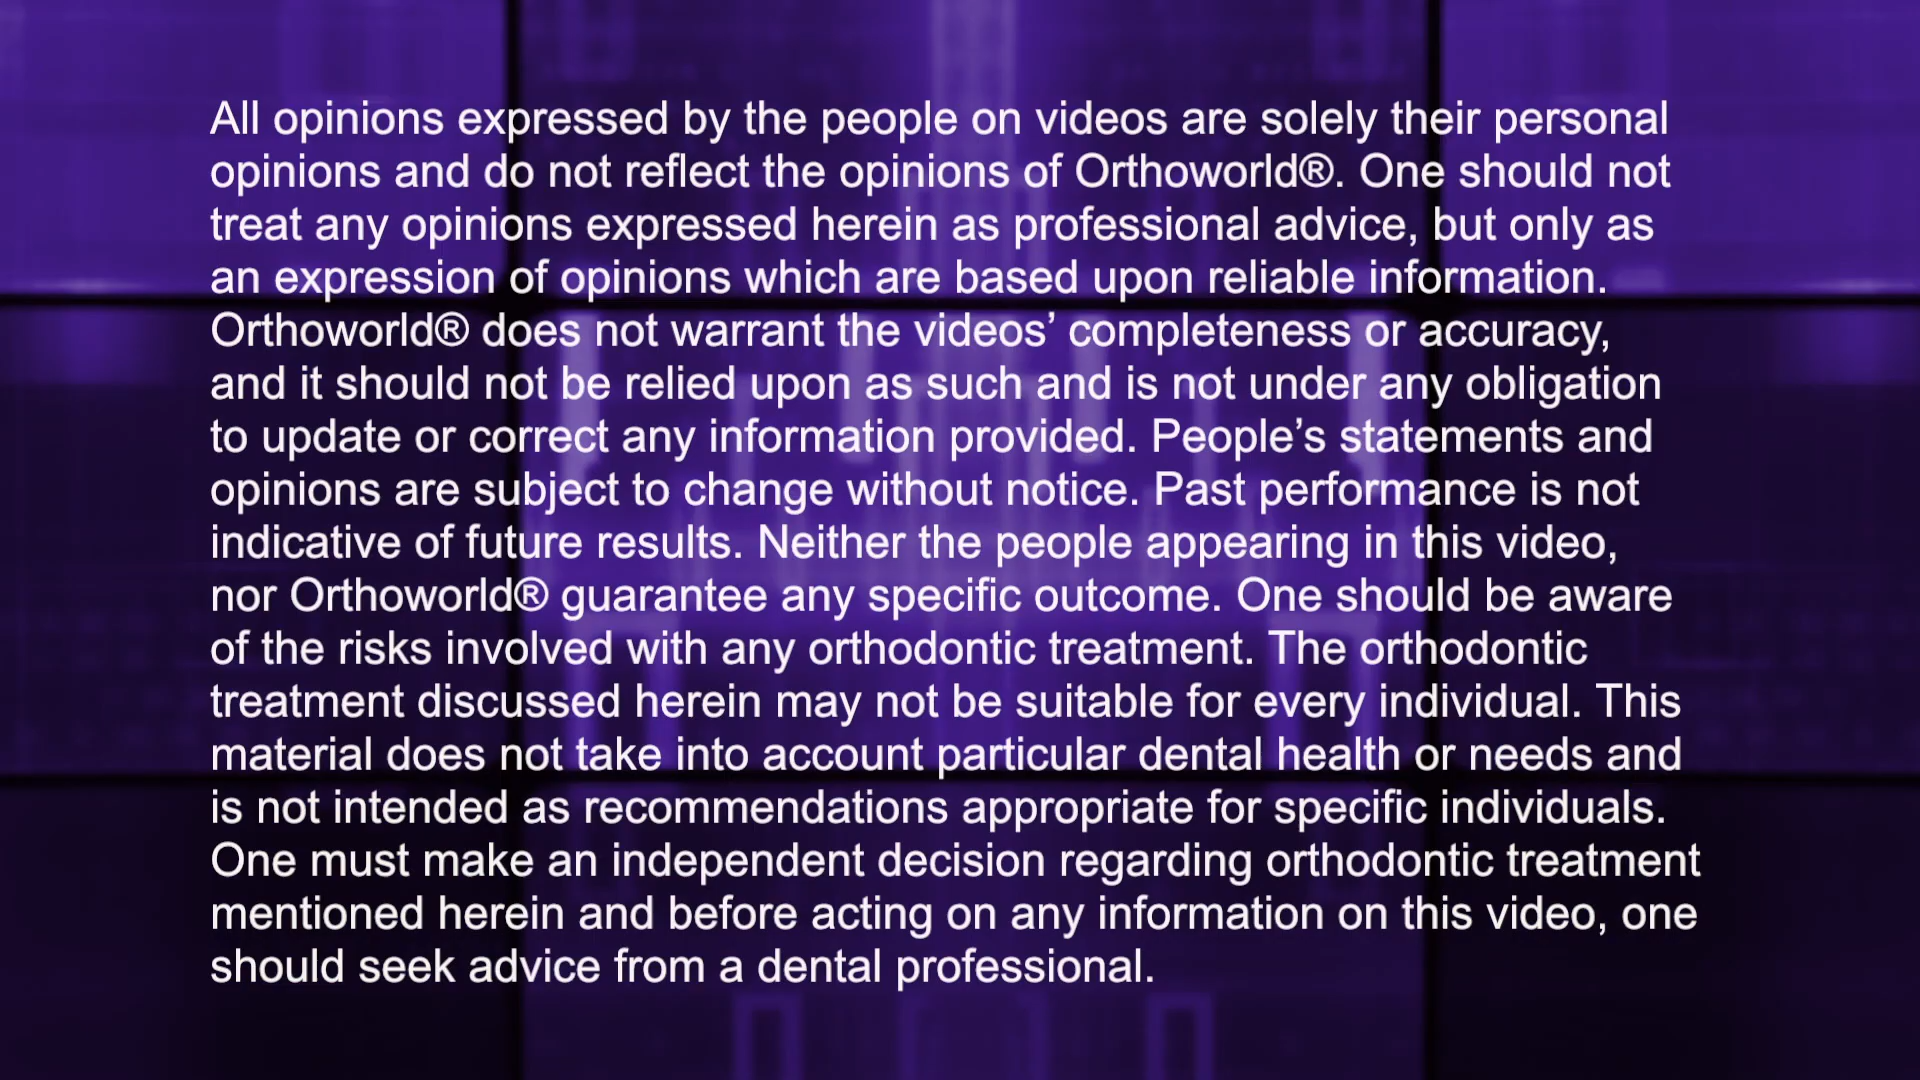 All opinions expressed by the people on videos are solely their personal
opinions and do not reflect the opinions of Orthoworld®. One should not
treat any opinions expressed herein as professional advice, but only as
an expression of opinions which are based upon reliable information.
Orthoworld® does not warrant the videos’ completeness or accuracy,
and it should not be relied upon as such and is not under any obligation
to update or correct any information provided. People’s statements and
opinions are subject to change without notice. Past performance is not
indicative of future results. Neither the people appearing in this video,
nor Orthoworld® guarantee any specific outcome. One should be aware
of the risks involved with any orthodontic treatment. The orthodontic
treatment discussed herein may not be suitable for every individual. This
material does not take into account particular dental health or needs and
is not intended as recommendations appropriate for specific individuals.
One must make an independent decision regarding orthodontic treatment
mentioned herein and before acting on any information on this video, one
should seek advice from a dental professional.